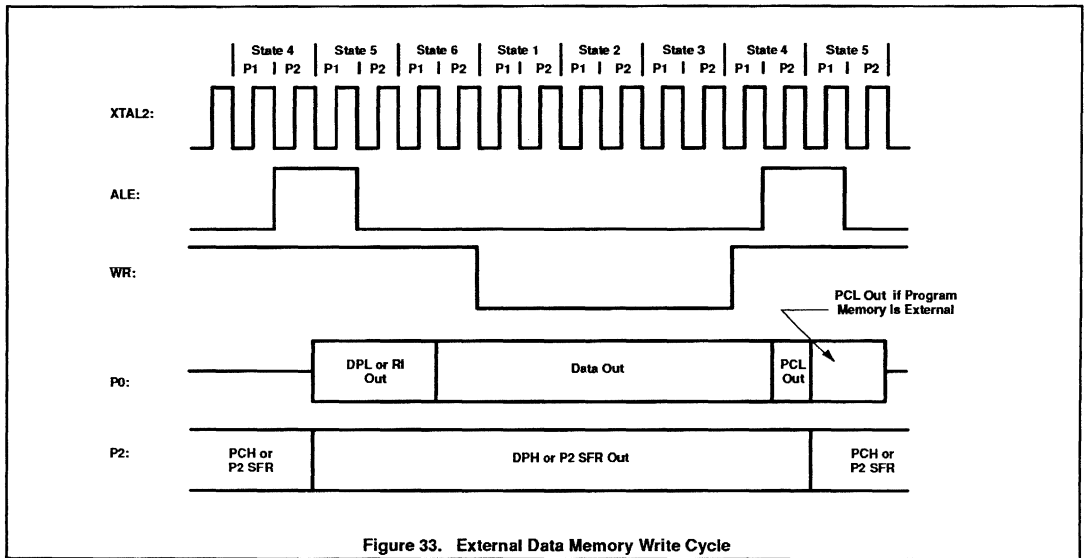 State 4 State 5 State 6 State 1 State 2 State 3 State 4 State 5
P1 P2 P1 P2 P1 P2 P1 P2 P1 P2 P1 P2 P1 P2 P1 P2
XTAL2:
ALE:
WR:
PCL Out if Program
Memory is External
P0:
DPL or RI
Out
Data Out
PCL
Out
P2:
PCH or
P2 SFR
DPH or P2 SFR Out
PCH or
P2 SFR
Figure 33. External Data Memory Write Cycle